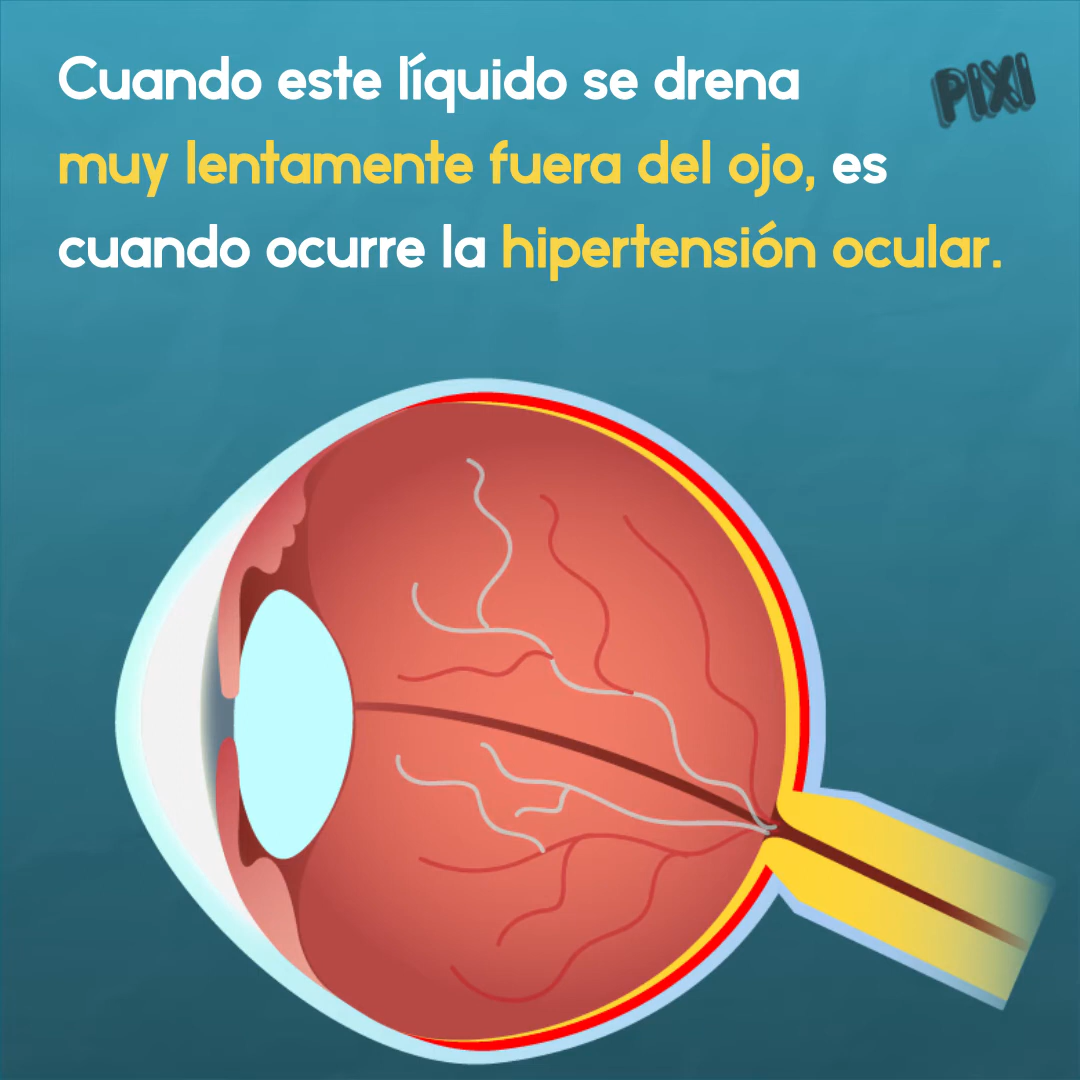 Cuando este líquido se drena
muy lentamente fuera del ojo, es
cuando ocurre la hipertensión ocular.
PIXI